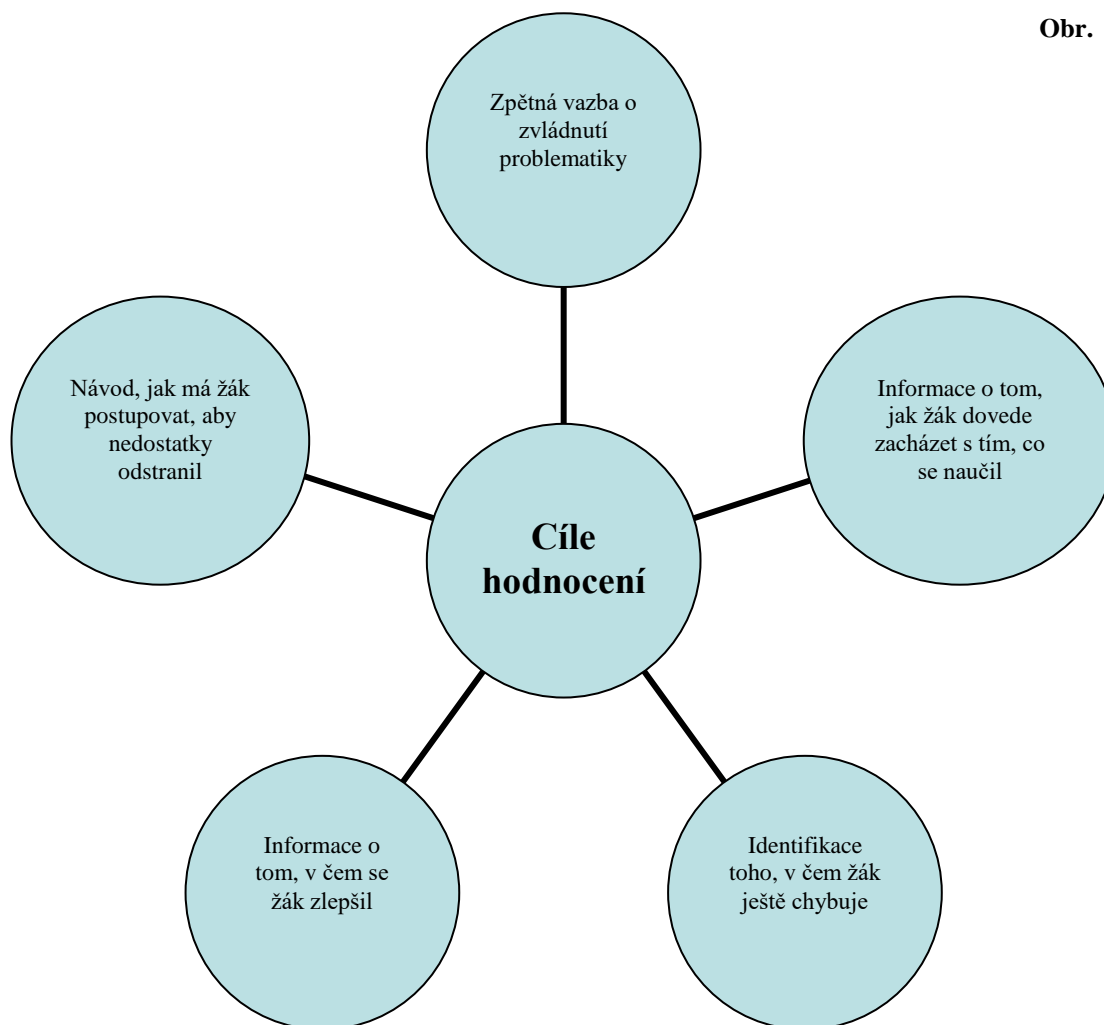 Obr.
Zpětná vazba o
zvládnutí
problematiky
Návod, jak má žák
postupovat, aby
nedostatky
odstranil
Informace o tom,
jak žák dovede
zacházet s tím, co
se naučil
Cíle
hodnocení
Informace o
tom, v čem se
žák zlepšil
Identifikace
toho, v čem žák
ještě chybuje